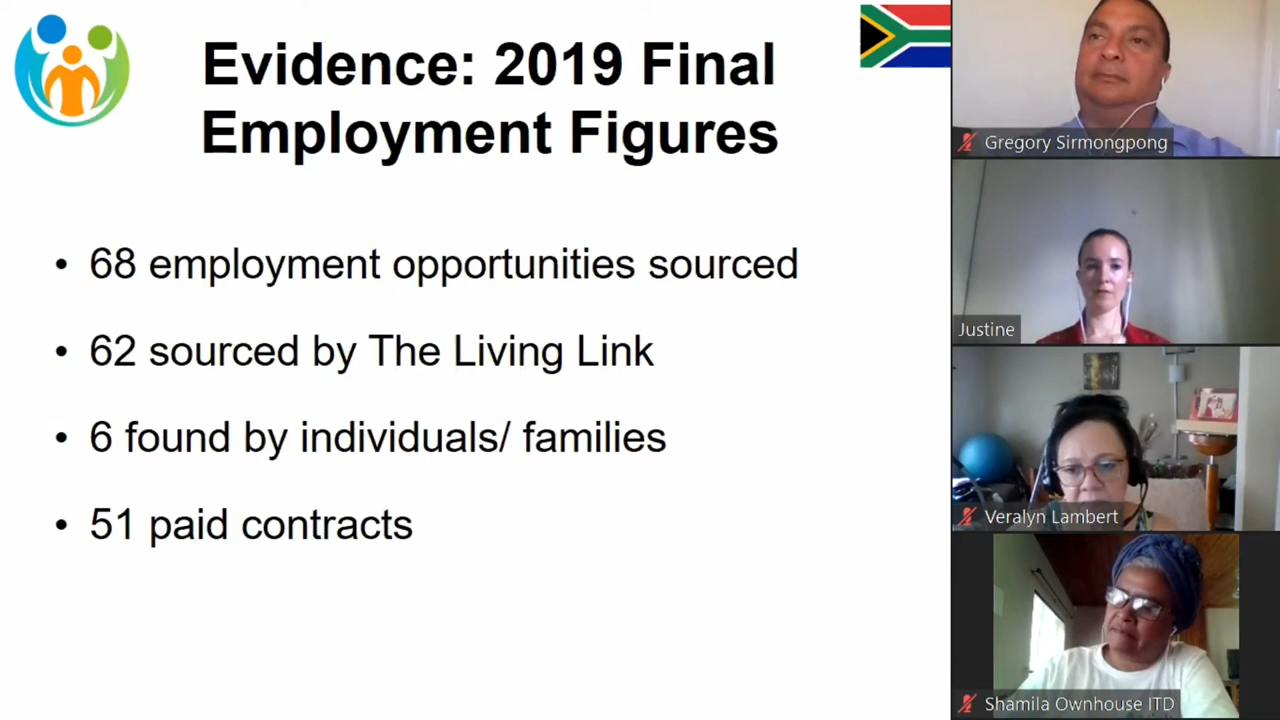 Evidence: 2019 Final
Employment Figures
• 68 employment opportunities sourced
• 62 sourced by The Living Link
• 6 found by individuals/ families
• 51 paid contracts
Gregory Sirmongpong
Justine
Veralyn Lambert
Shamila Ownhouse ITD